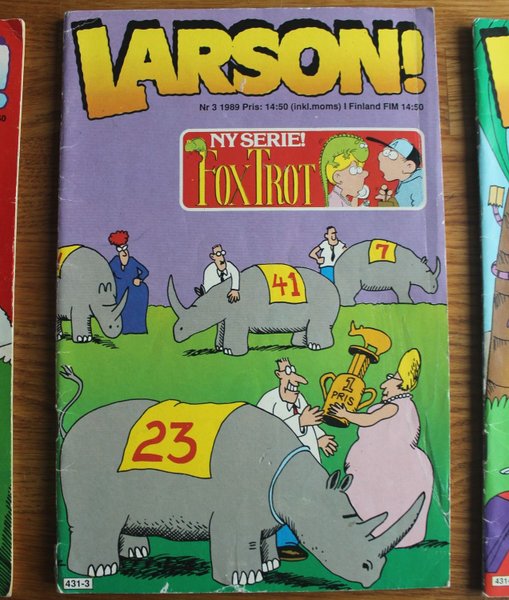 LARSON!
Nr 3 1989 Pris: 14:50 (inkl.moms) I Finland FIM 14:50
NY SERIE!
FOXTROT
7
41
1
PRIS
23
431-3